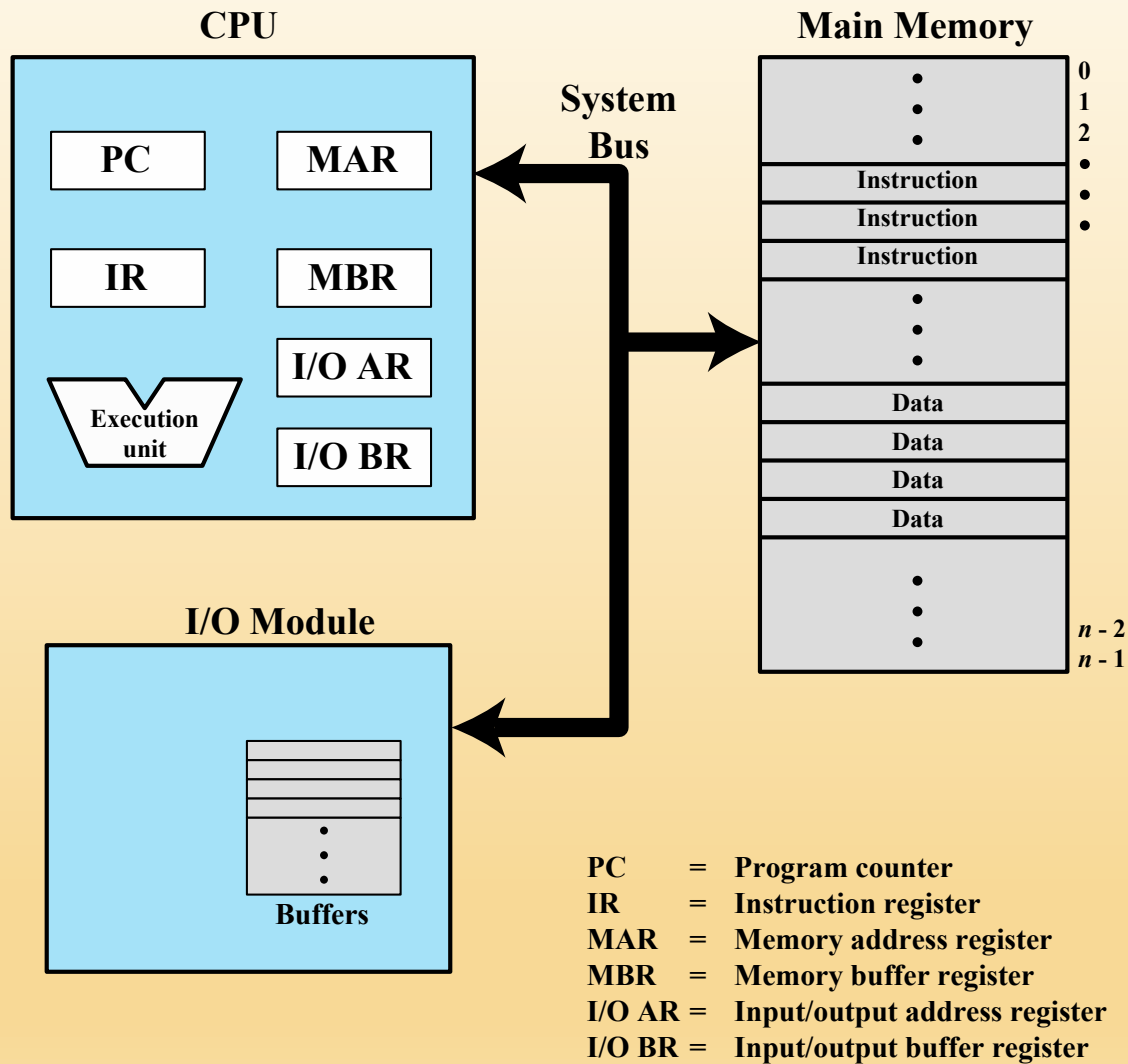 CPU
PC
MAR
IR
MBR
I/O AR
Execution
unit
I/O BR
System
Bus
Main Memory
0
1
2
Instruction
Instruction
Instruction
Data
Data
Data
Data
n - 2
n - 1
I/O Module
Buffers
PC = Program counter
IR = Instruction register
MAR = Memory address register
MBR = Memory buffer register
I/O AR = Input/output address register
I/O BR = Input/output buffer register